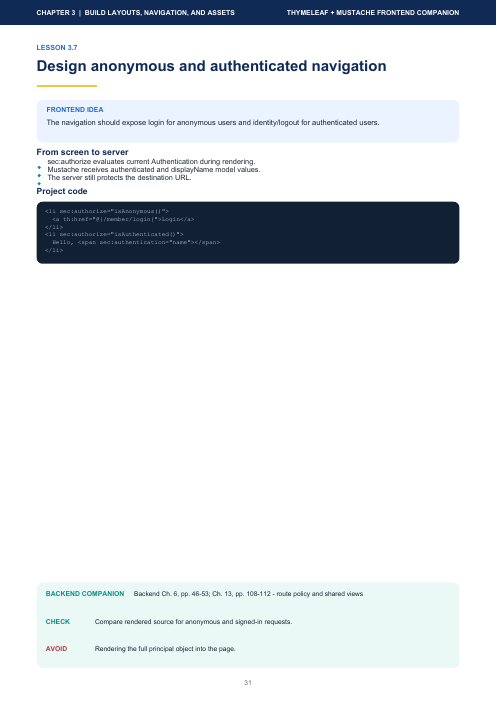 CHAPTER 3 | BUILD LAYOUTS, NAVIGATION, AND ASSETS
THYMELEAF + MUSTACHE FRONTEND COMPANION
LESSON 3.7
Design anonymous and authenticated navigation
FRONTEND IDEA
The navigation should expose login for anonymous users and identity/logout for authenticated users.
From screen to server
sec:authorize evaluates current Authentication during rendering.
Mustache receives authenticated and displayName model values.
The server still protects the destination URL.
Project code
<li sec:authorize="isAnonymous()">
<a th:href="@{/member/login}">Login</a>
</li>
<li sec:authorize="isAuthenticated()">
Hello, <span sec:authentication="name"></span>
</li>
BACKEND COMPANION Backend Ch. 6, pp. 46-53; Ch. 13, pp. 108-112 - route policy and shared views
CHECK Compare rendered source for anonymous and signed-in requests.
AVOID Rendering the full principal object into the page.
31